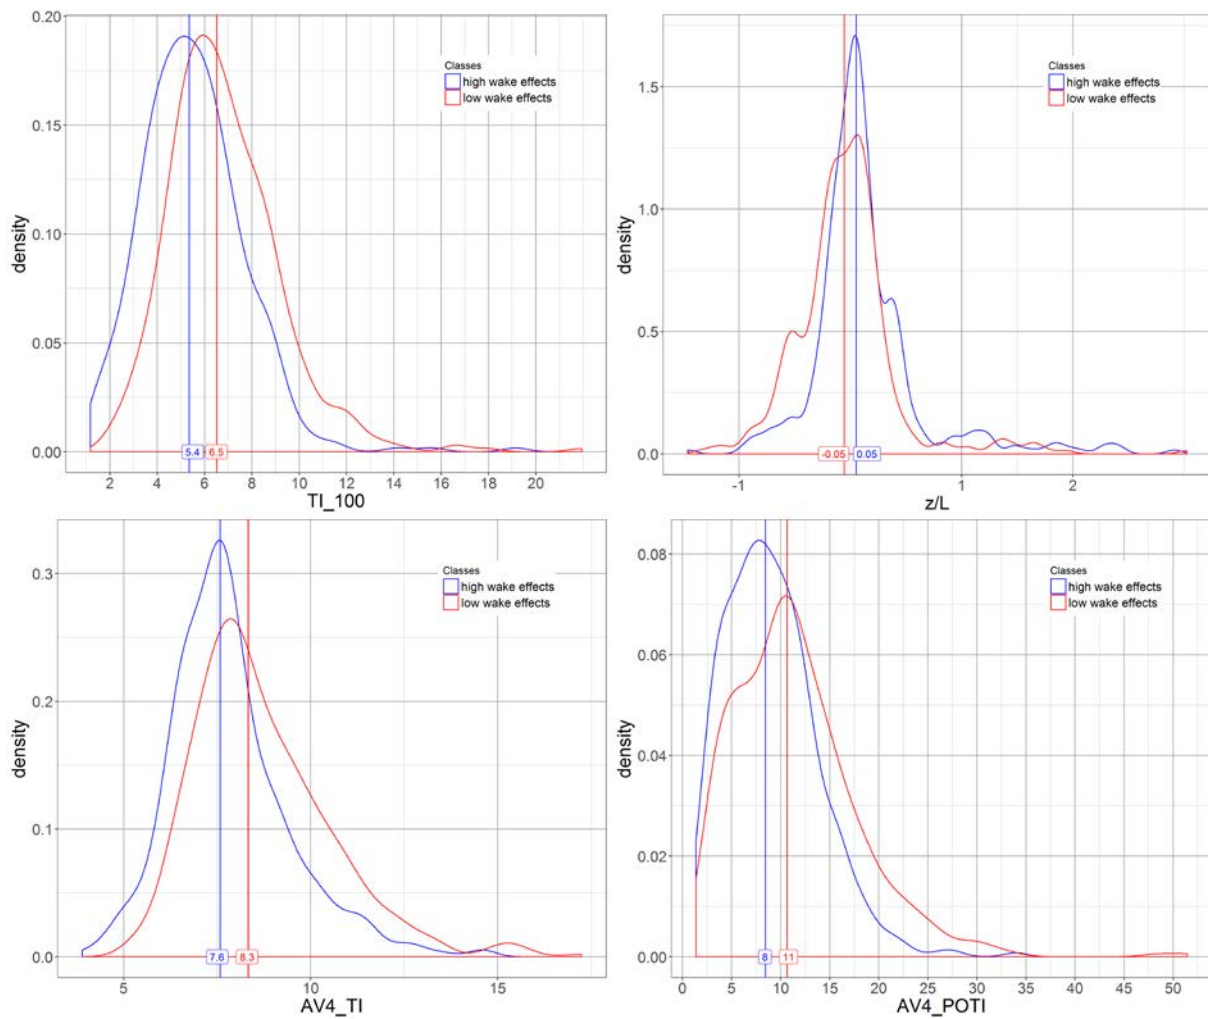 0.20
0.15
0.10
0.05
0.00
density
Classes
high wake effects
low wake effects
5.4 6.5
2 4 6 8 10 12 14 16 18 20
TI_100
1.5
1.0
0.5
0.0
density
Classes
high wake effects
low wake effects
-0.05 0.05
-1 1 2
z/L
0.3
0.2
0.1
0.0
density
Classes
high wake effects
low wake effects
7.6 8.3
5 10 15
AV4_TI
0.08
0.06
0.04
0.02
0.00
density
Classes
high wake effects
low wake effects
8 11
0 5 10 15 20 25 30 35 40 45 50
AV4_POTI